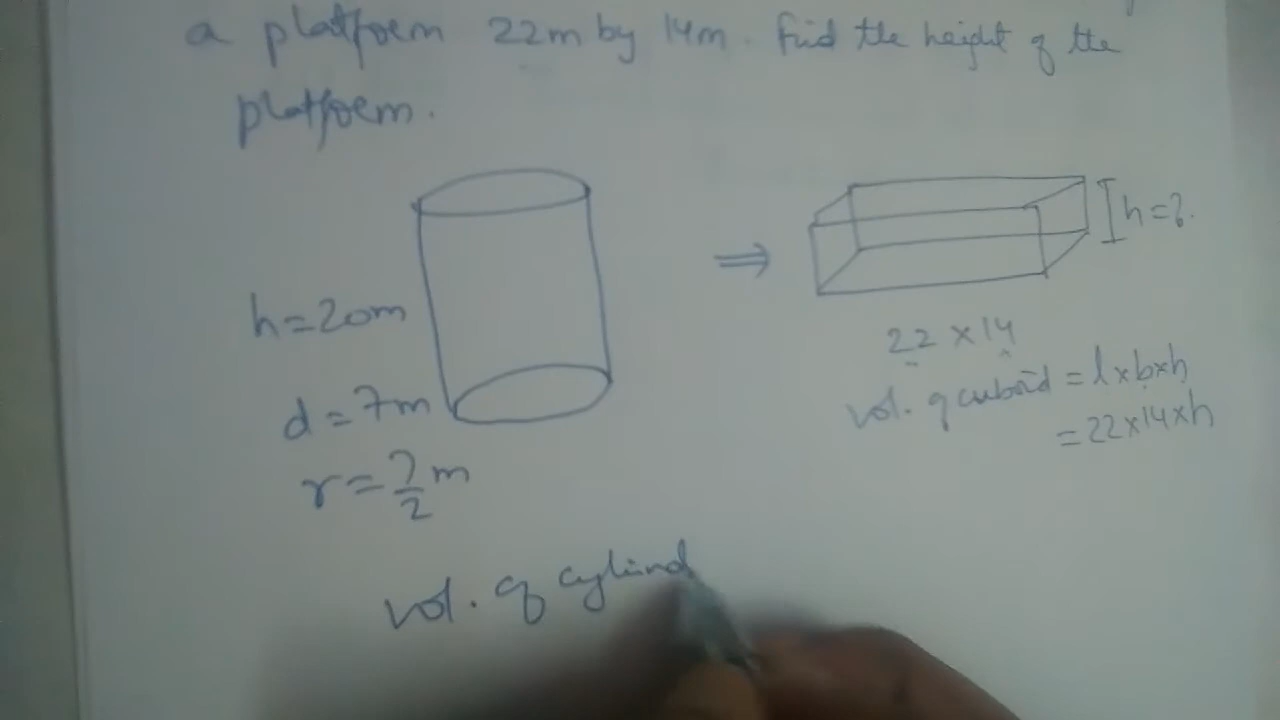 a platform 22m by 14m. Find the height of the
platform.
h=?.
h=20m
22 x 14
d=7m
vol. of cuboid = l x b x h
= 22 x 14 x h
r = 7/2 m
vol. of cylind